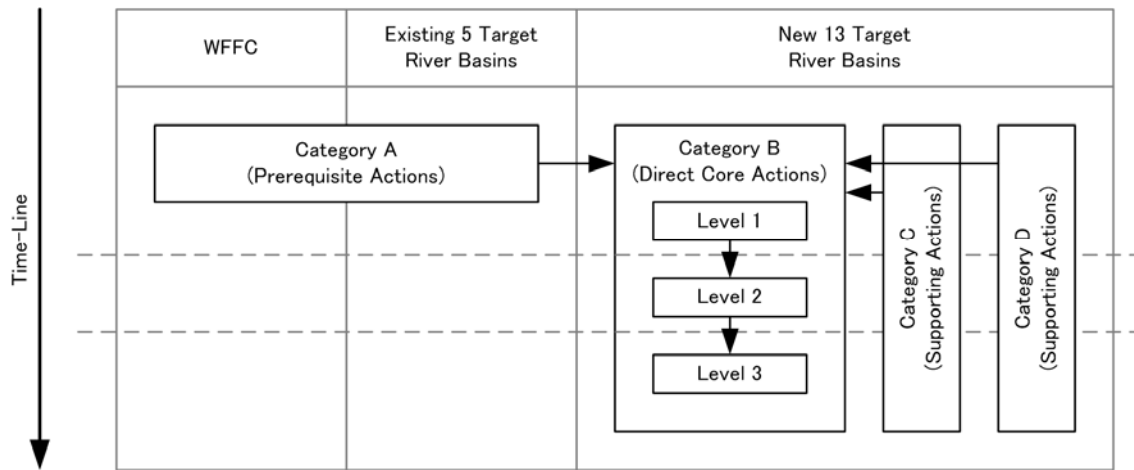 WFFC
Existing 5 Target
River Basins
New 13 Target
River Basins
Time-Line
Category A
(Prerequisite Actions)
Category B
(Direct Core Actions)
Level 1
Level 2
Level 3
Category C
(Supporting Actions)
Category D
(Supporting Actions)